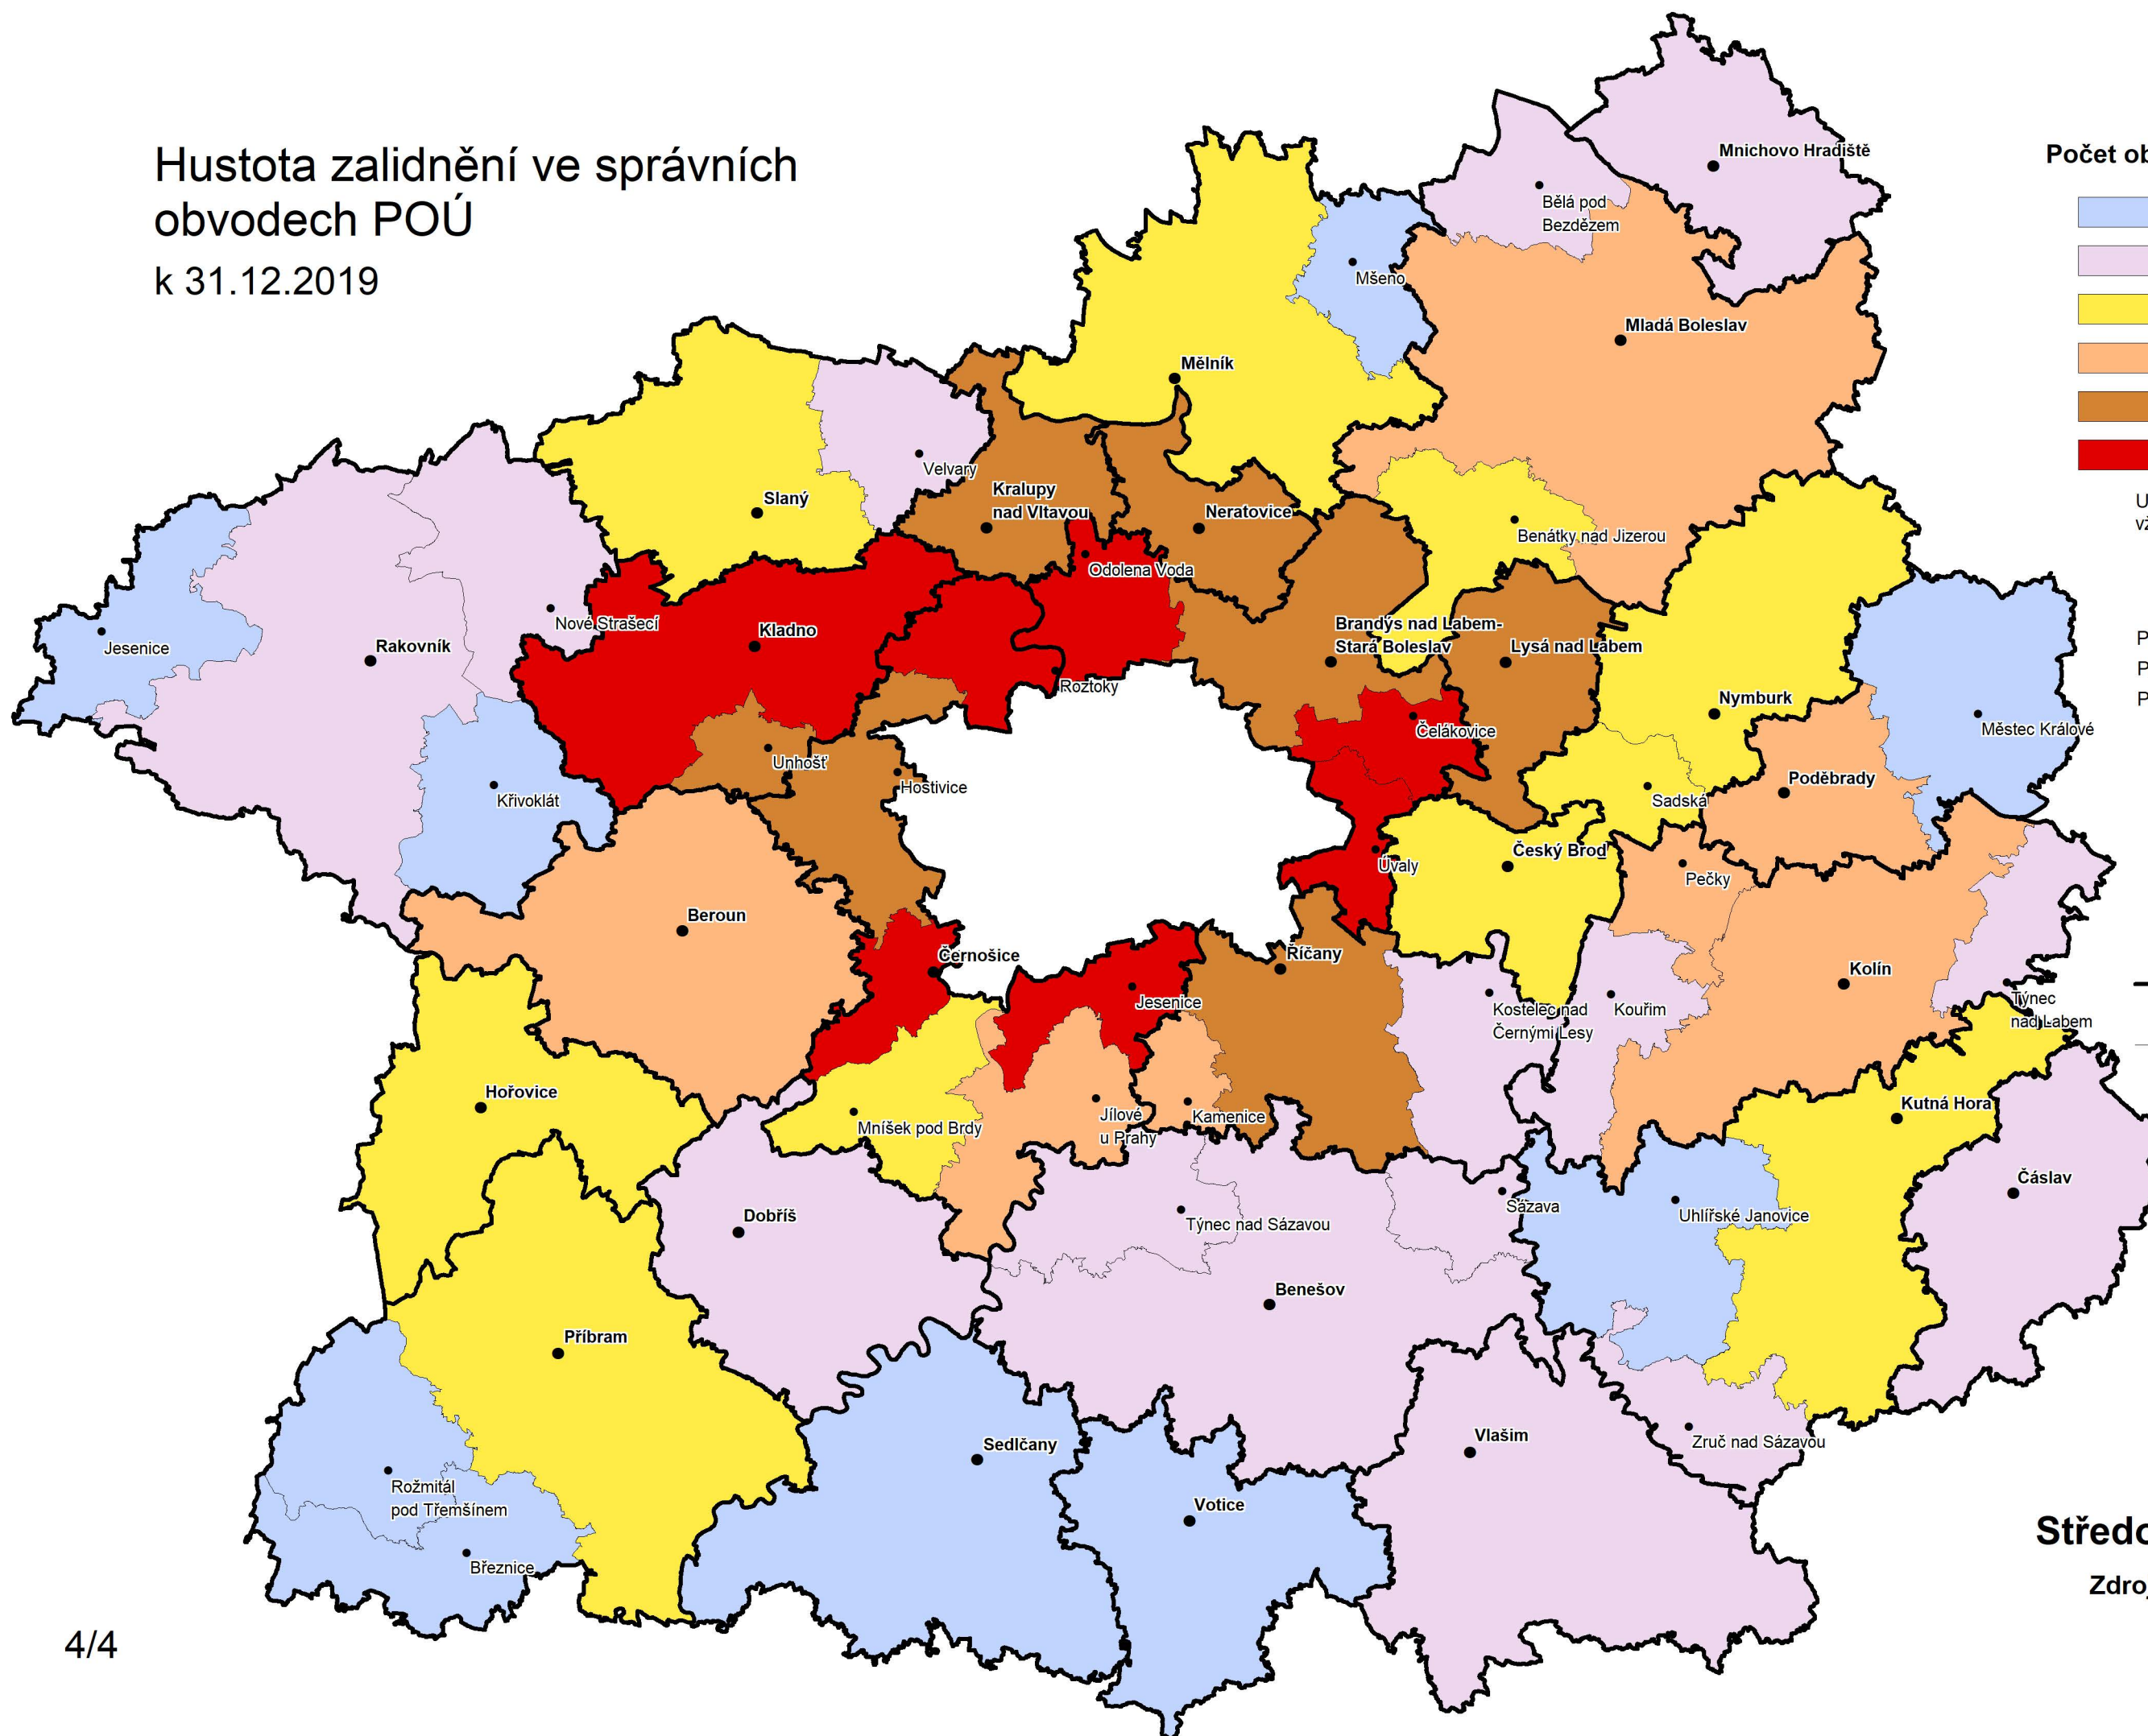 Hustota zalidnění ve správních
obvodech POÚ
k 31.12.2019
Počet ob
Mnichovo Hradiště
Bělá pod
Bezdězem
Mšeno
Mladá Boleslav
Mělník
Velvary
Slaný
Kralupy
nad Vltavou
Neratovice
Benátky nad Jizerou
Odolena Voda
Jesenice
Rakovník
Nové Strašecí
Kladno
Brandýs nad Labem-
Stará Boleslav
Lysá nad Labem
Roztoky
Nymburk
Městec Králové
Čelákovice
Unhošť
Hostivice
Křivoklát
Poděbrady
Sadská
Úvaly
Český Brod
Pečky
Beroun
Černošice
Říčany
Kolín
Jesenice
Kostelec nad
Černými Lesy
Kouřim
Týnec
nad Labem
Hořovice
Mníšek pod Brdy
Jílové
u Prahy
Kamenice
Kutná Hora
Čáslav
Dobříš
Týnec nad Sázavou
Sázava
Uhlířské Janovice
Benešov
Příbram
Sedlčany
Vlašim
Zruč nad Sázavou
Rožmitál
pod Třemšínem
Votice
Březnice
U
vž
P
P
P
Středo
Zdroj
4/4